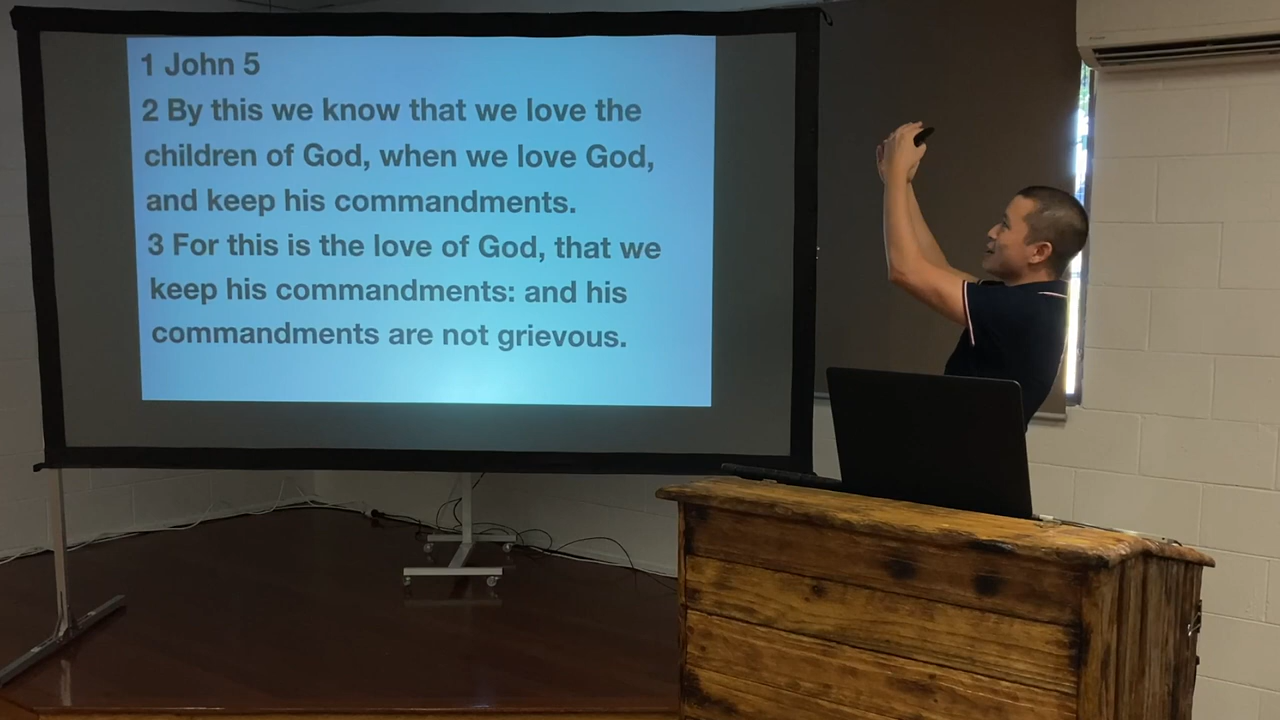 1 John 5
2 By this we know that we love the
children of God, when we love God,
and keep his commandments.
3 For this is the love of God, that we
keep his commandments: and his
commandments are not grievous.